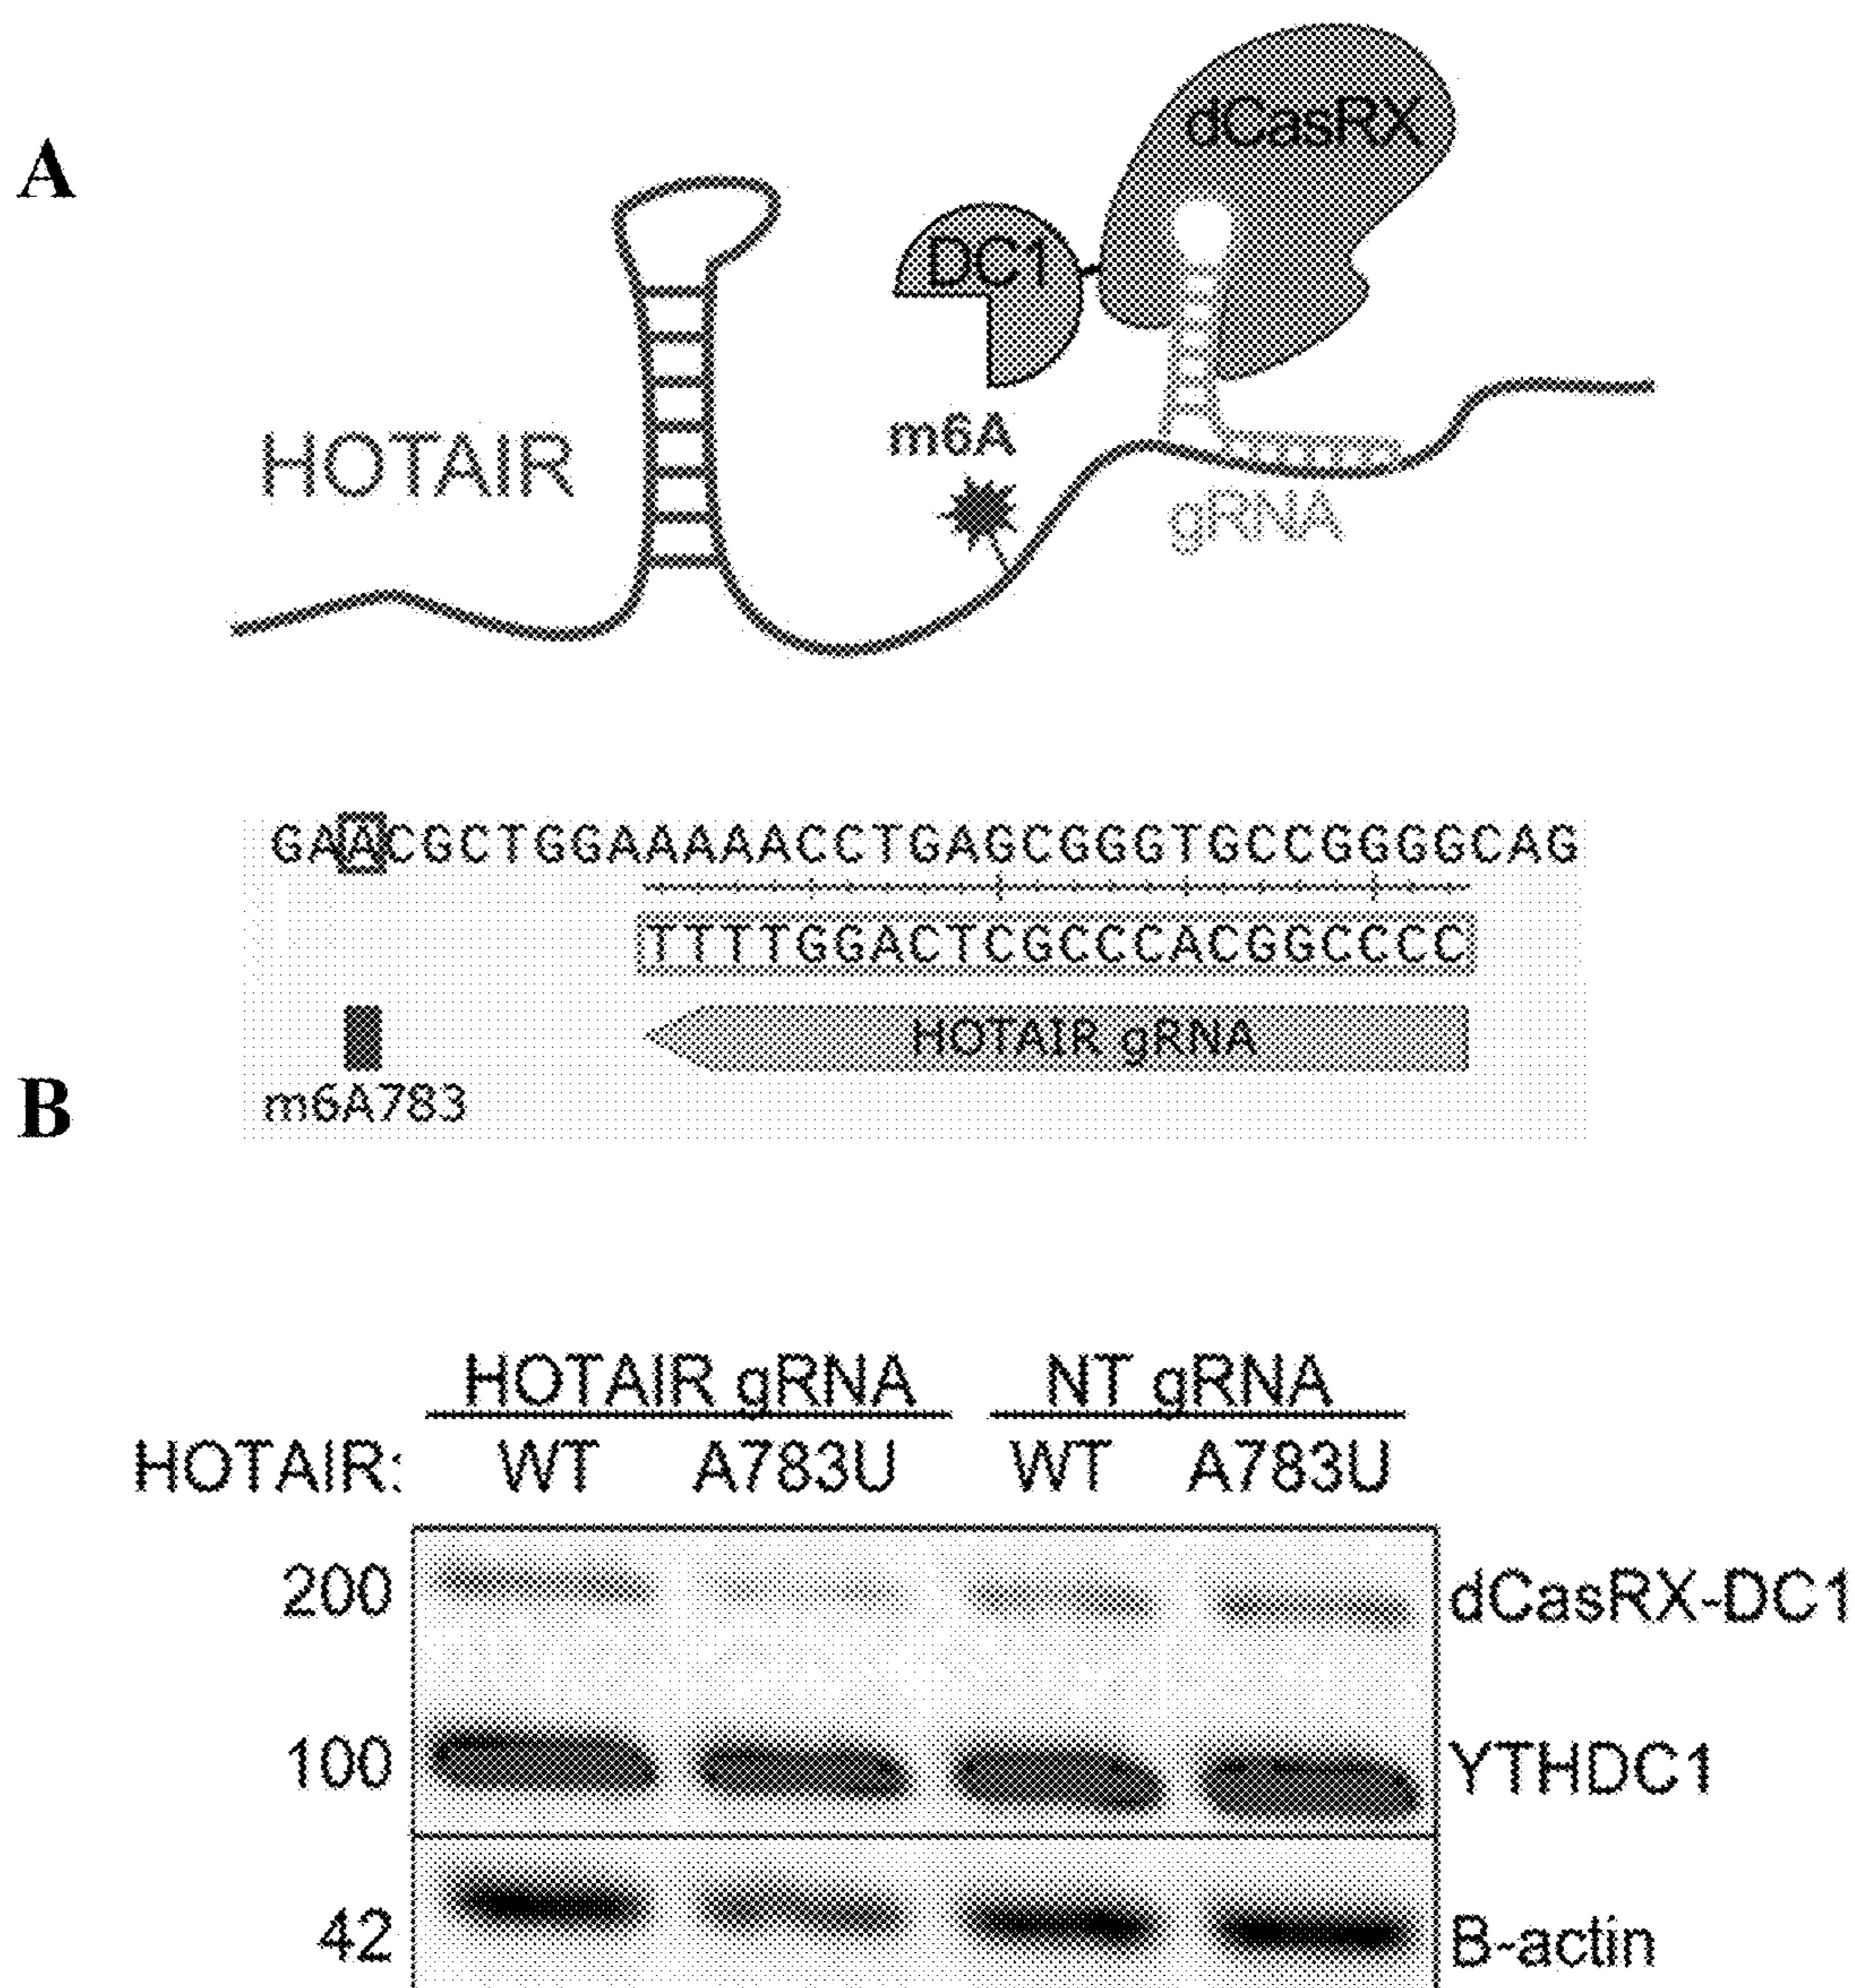 A
dCasRX
DC1
m6A
HOTAIR
gRNA
GAACGCTGGAAAAACCTGAGCGGGTGCCGGGGCAG
TTTTGGACTCGCCCACGGCCCC
HOTAIR gRNA
m6A783
B
HOTAIR gRNA NT gRNA
HOTAIR: WT A783U WT A783U
200 dCasRX-DC1
100 YTHDC1
42 B-actin